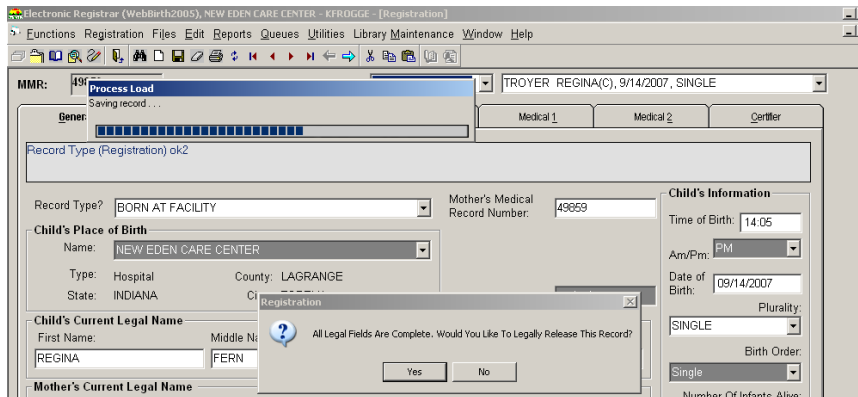 Electronic Registrar (WebBirth2005), NEW EDEN CARE CENTER - KFROGGE - [Registration]
Functions Registration Files Edit Reports Queues Utilities Library Maintenance Window Help
MMR: TROYER REGINA(C), 9/14/2007, SINGLE
Process Load
Saving record . . .
Medical 1 Medical 2 Certifier
Record Type (Registration) ok2
Record Type? BORN AT FACILITY
Mother's Medical
Record Number: 49859
Child's Information
Time of Birth: 14:05
Am/Pm: PM
Date of
Birth: 09/14/2007
Plurality:
SINGLE
Birth Order:
Single
Number Of Infants Alive:
Child's Place of Birth
Name: NEW EDEN CARE CENTER
Type: Hospital County: LAGRANGE
State: INDIANA
Registration
All Legal Fields Are Complete. Would You Like To Legally Release This Record?
Yes No
Child's Current Legal Name
First Name: Middle
REGINA FERN
Mother's Current Legal Name